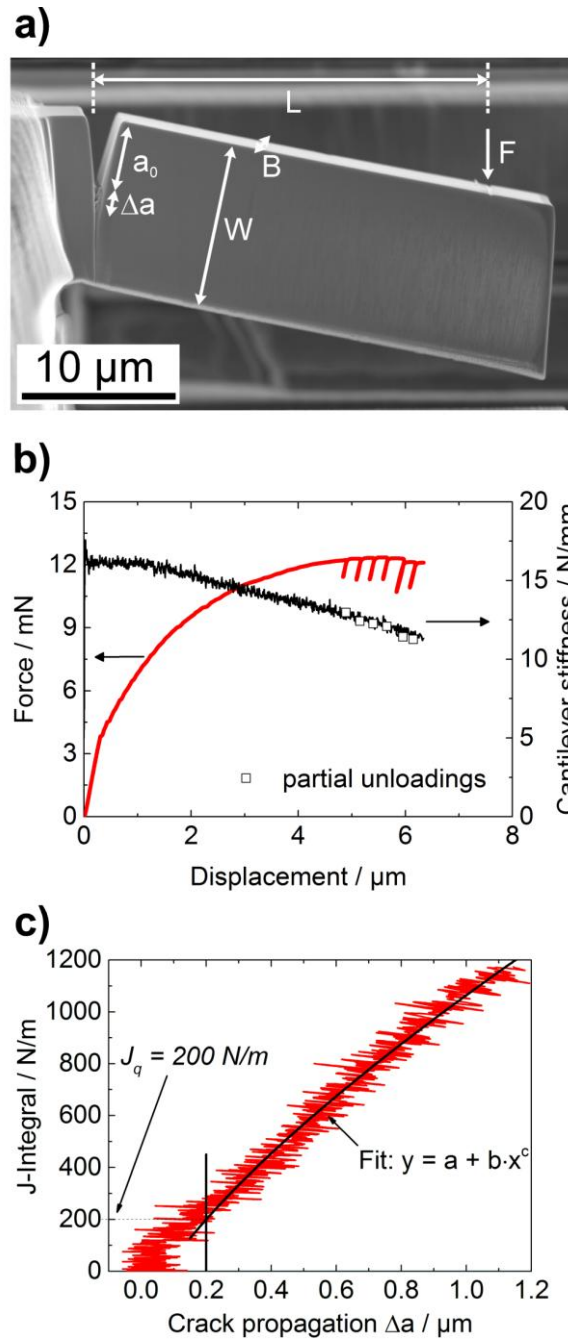 a)
L
F
B
a₀
Δa
W
10 µm
b)
15
12
9
6
3
0
Force / mN
20
15
10
5
0
Cantilever stiffness / N/mm
□ partial unloadings
0 2 4 6 8
Displacement / µm
c)
1200
1000
800
600
400
200
0
J-Integral / N/m
J_q = 200 N/m
Fit: y = a + b·x^c
0.0 0.2 0.4 0.6 0.8 1.0 1.2
Crack propagation Δa / µm